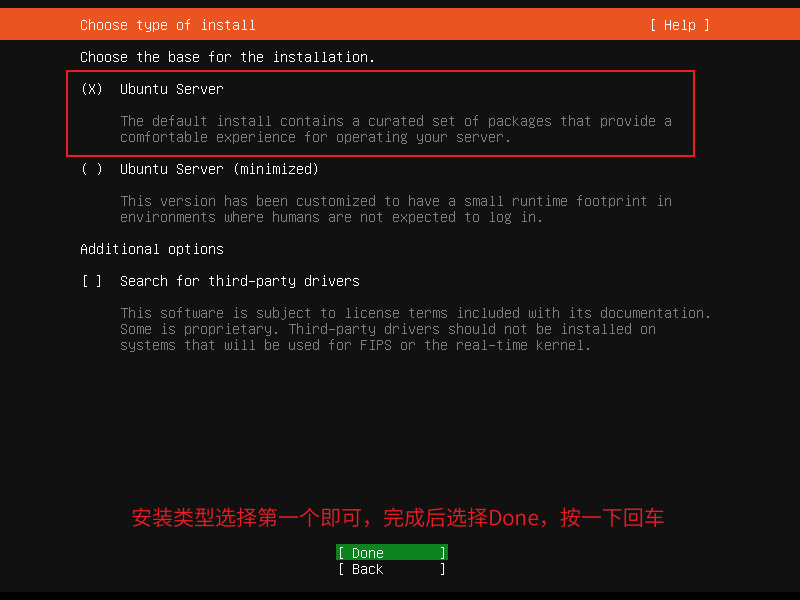 Choose type of install [ Help ]
Choose the base for the installation.
(X) Ubuntu Server
The default install contains a curated set of packages that provide a
comfortable experience for operating your server.
( ) Ubuntu Server (minimized)
This version has been customized to have a small runtime footprint in
environments where humans are not expected to log in.
Additional options
[ ] Search for third-party drivers
This software is subject to license terms included with its documentation.
Some is proprietary. Third-party drivers should not be installed on
systems that will be used for FIPS or the real-time kernel.
安装类型选择第一个即可，完成后选择Done，按一下回车
[ Done ]
[ Back ]